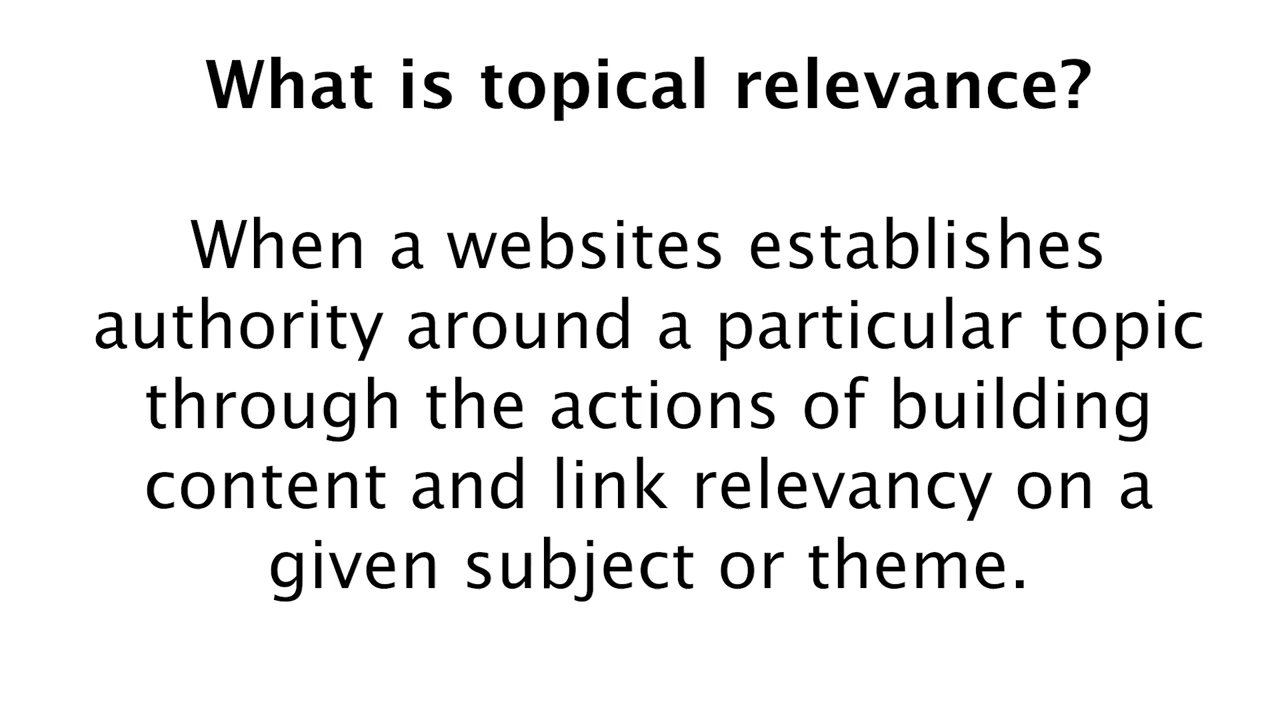 What is topical relevance?
When a websites establishes
authority around a particular topic
through the actions of building
content and link relevancy on a
given subject or theme.